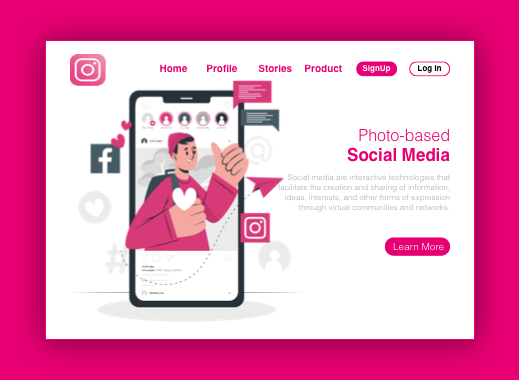 Home Profile Stories Product SignUp Log In
Photo-based
Social Media
Social media are interactive technologies that
facilitate the creation and sharing of information,
ideas, interests, and other forms of expression
through virtual communities and networks.
Learn More